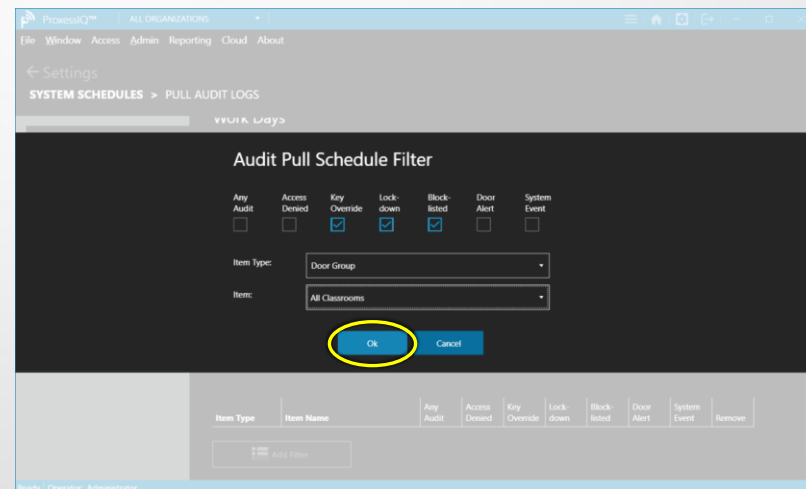 ProxessIQ™ ALL ORGANIZATIONS
File Window Access Admin Reporting Cloud About
Settings
SYSTEM SCHEDULES > PULL AUDIT LOGS
Work Days
Audit Pull Schedule Filter
Any Audit Access Denied Key Override Lock-down Block-listed Door Alert System Event
Item Type: Door Group
Item: All Classrooms
Ok Cancel
Item Type Item Name Any Audit Access Denied Key Override Lock-down Block-listed Door Alert System Event Remove
Add Filter
Ready Operator: Administrator